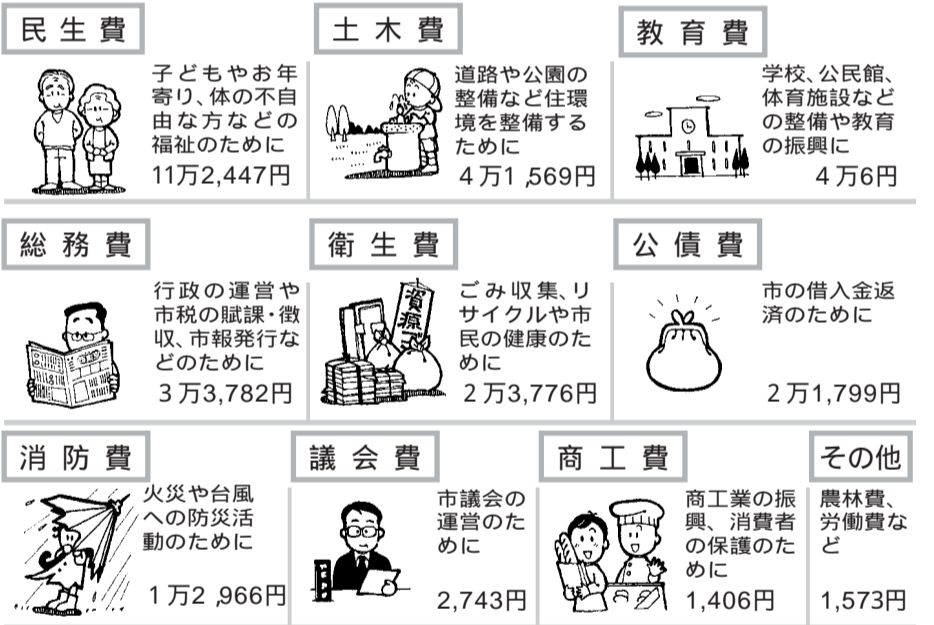 民生費
子どもやお年
寄り、体の不自
由な方などの
福祉のために
11万2,447円
土木費
道路や公園の
整備など住環
境を整備する
ために
4万1,569円
教育費
学校、公民館、
体育施設など
の整備や教育
の振興に
4万6円
総務費
行政の運営や
市税の賦課・徴
収、市報発行な
どのために
3万3,782円
衛生費
資源
ごみ収集、リ
サイクルや市
民の健康のた
めに
2万3,776円
公債費
市の借入金返
済のために
2万1,799円
消防費
火災や台風
への防災活
動のために
1万2,966円
議会費
市議会の
運営のた
めに
2,743円
商工費
商工業の振
興、消費者
の保護のた
めに
1,406円
その他
農林費、
労働費な
ど
1,573円